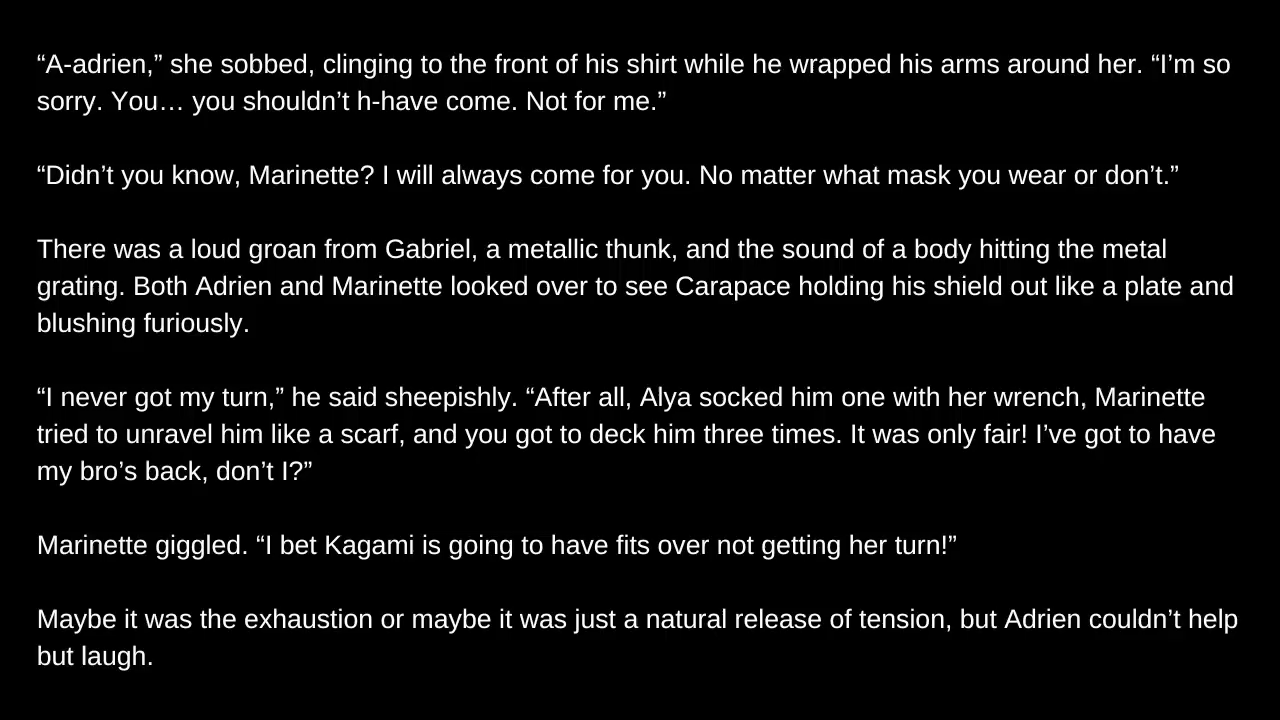 “A-adrien,” she sobbed, clinging to the front of his shirt while he wrapped his arms around her. “I’m so
sorry. You… you shouldn’t h-have come. Not for me.”
“Didn’t you know, Marinette? I will always come for you. No matter what mask you wear or don’t.”
There was a loud groan from Gabriel, a metallic thunk, and the sound of a body hitting the metal
grating. Both Adrien and Marinette looked over to see Carapace holding his shield out like a plate and
blushing furiously.
“I never got my turn,” he said sheepishly. “After all, Alya socked him one with her wrench, Marinette
tried to unravel him like a scarf, and you got to deck him three times. It was only fair! I’ve got to have
my bro’s back, don’t I?”
Marinette giggled. “I bet Kagami is going to have fits over not getting her turn!”
Maybe it was the exhaustion or maybe it was just a natural release of tension, but Adrien couldn’t help
but laugh.